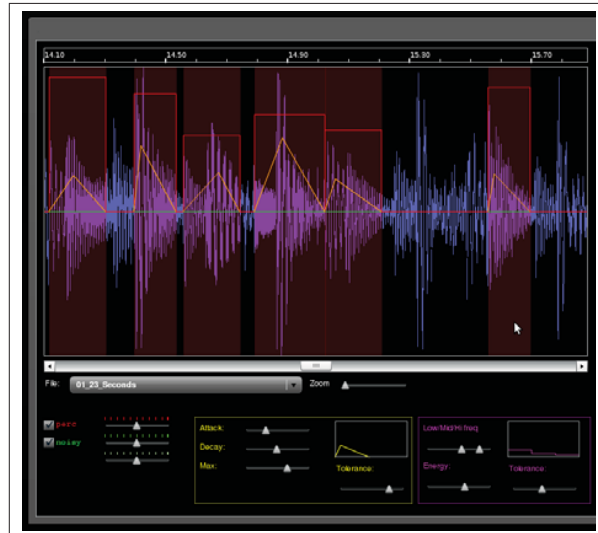 14.10 14.50 14.90 15.30 15.70
File: 01_23_Seconds Zoom
perc
noisy
Attack:
Decay:
Max:
Tolerance:
Low/Mid/Hi freq
Energy:
Tolerance: